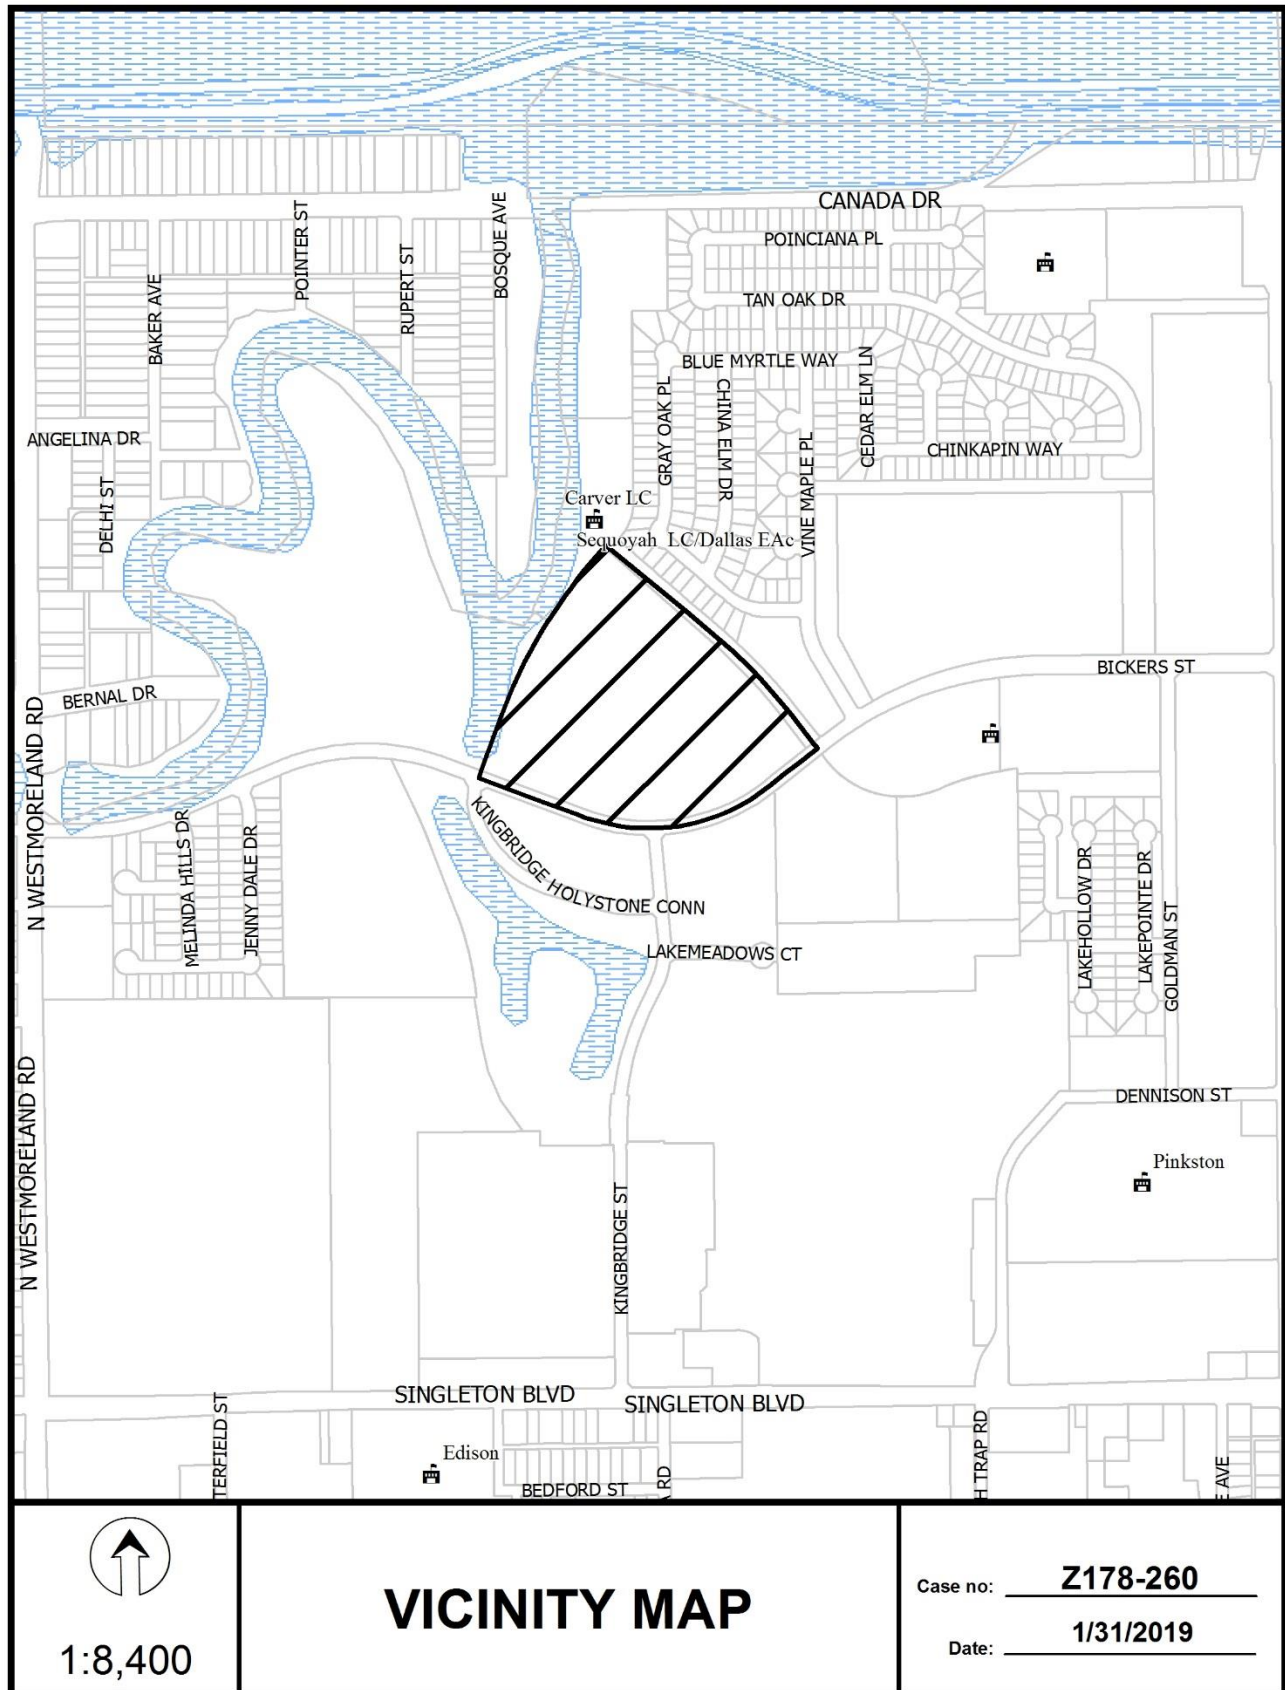 CANADA DR
POINCIANA PL
TAN OAK DR
BLUE MYRTLE WAY
CEDAR ELM LN
CHINKAPIN WAY
GRAY OAK PL
CHINA ELM DR
VINE MAPLE PL
POINTER ST
BOSQUE AVE
RUPERT ST
BAKER AVE
ANGELINA DR
DELHI ST
Carver LC
Sequoyah LC/Dallas EAc
BICKERS ST
BERNAL DR
N WESTMORELAND RD
MELINDA HILLS DR
JENNY DALE DR
KINGBRIDGE HOLYSTONE CONN
LAKEMEADOWS CT
LAKEHOLLOW DR
LAKEPOINTE DR
GOLDMAN ST
N WESTMORELAND RD
DENNISON ST
Pinkston
KINGBRIDGE ST
SINGLETON BLVD
SINGLETON BLVD
TERFIELD ST
Edison
BEDFORD ST
A RD
H TRAP RD
E AVE
1:8,400
VICINITY MAP
Case no: Z178-260
Date: 1/31/2019